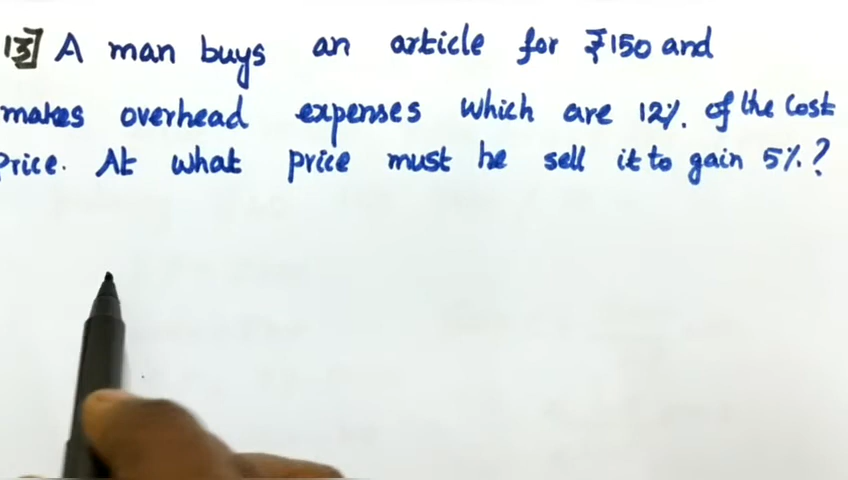 13] A man buys an article for ₹150 and
makes overhead expenses which are 12%. of the cost
Price. At what price must he sell it to gain 5%?